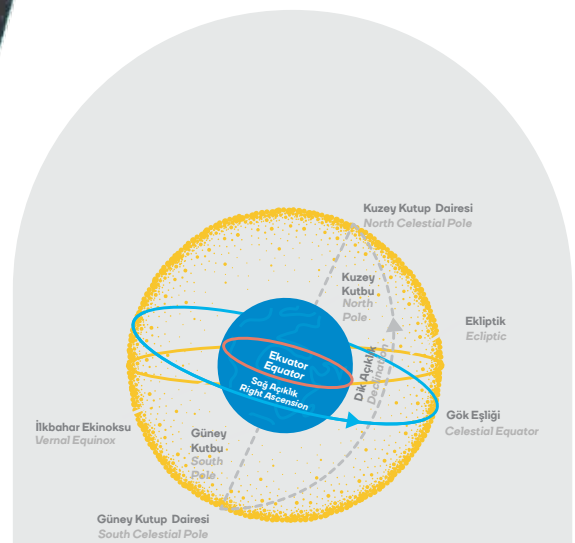 Kuzey Kutup Dairesi
North Celestial Pole
Kuzey
Kutbu
North
Pole
Ekliptik
Ecliptic
Ekvator
Equator
Sağ Açıklık
Right Ascension
Dik Açıklık
Declination
Gök Eşliği
Celestial Equator
İlkbahar Ekinoksu
Vernal Equinox
Güney
Kutbu
South
Pole
Güney Kutup Dairesi
South Celestial Pole